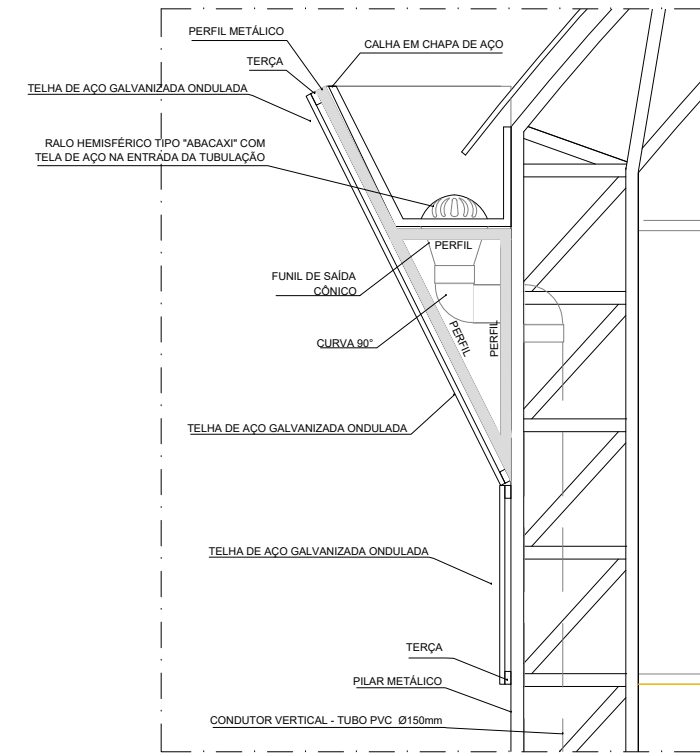 PERFIL METÁLICO
CALHA EM CHAPA DE AÇO
TERÇA
TELHA DE AÇO GALVANIZADA ONDULADA
RALO HEMISFÉRICO TIPO "ABACAXI" COM
TELA DE AÇO NA ENTRADA DA TUBULAÇÃO
PERFIL
FUNIL DE SAÍDA
CÔNICO
PERFIL
PERFIL
CURVA 90°
TELHA DE AÇO GALVANIZADA ONDULADA
TELHA DE AÇO GALVANIZADA ONDULADA
TERÇA
PILAR METÁLICO
CONDUTOR VERTICAL - TUBO PVC Ø150mm